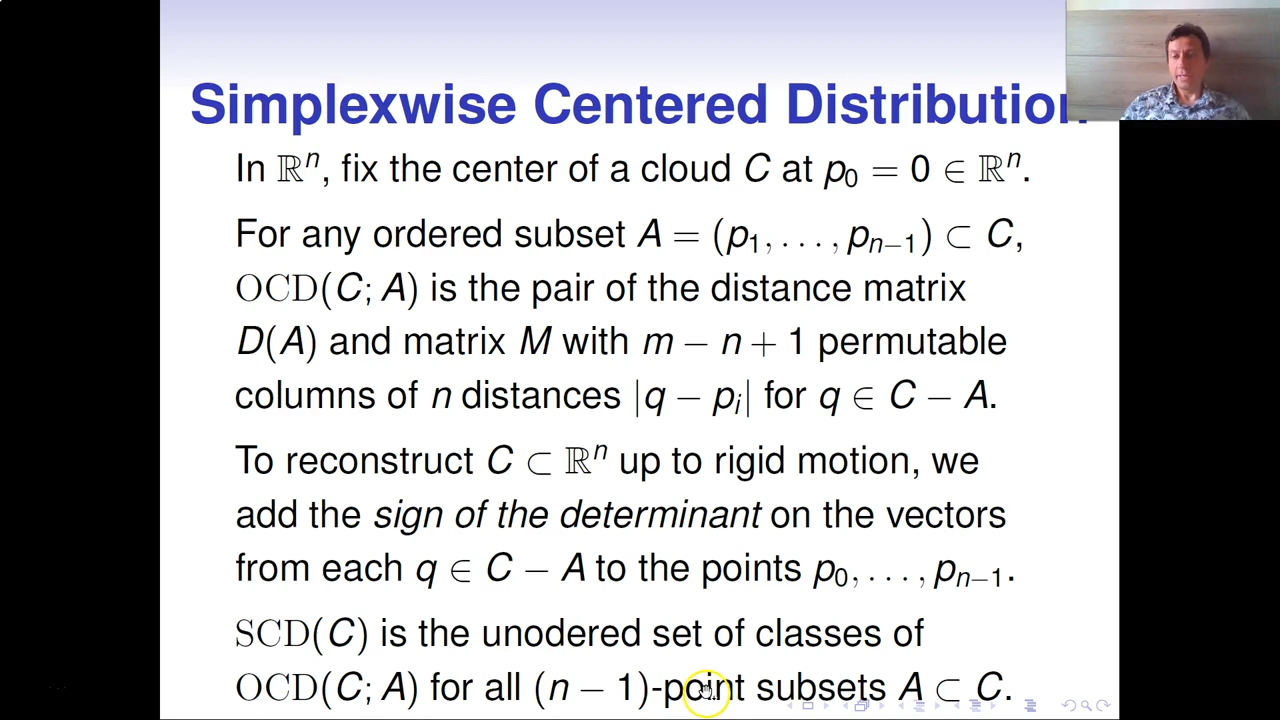 Simplexwise Centered Distribution
In ℝⁿ, fix the center of a cloud C at p₀ = 0 ∈ ℝⁿ.
For any ordered subset A = (p₁, . . . , pₙ₋₁) ⊂ C,
OCD(C; A) is the pair of the distance matrix
D(A) and matrix M with m − n + 1 permutable
columns of n distances |q − pᵢ| for q ∈ C − A.
To reconstruct C ⊂ ℝⁿ up to rigid motion, we
add the sign of the determinant on the vectors
from each q ∈ C − A to the points p₀, . . . , pₙ₋₁.
SCD(C) is the unodered set of classes of
OCD(C; A) for all (n − 1)-point subsets A ⊂ C.